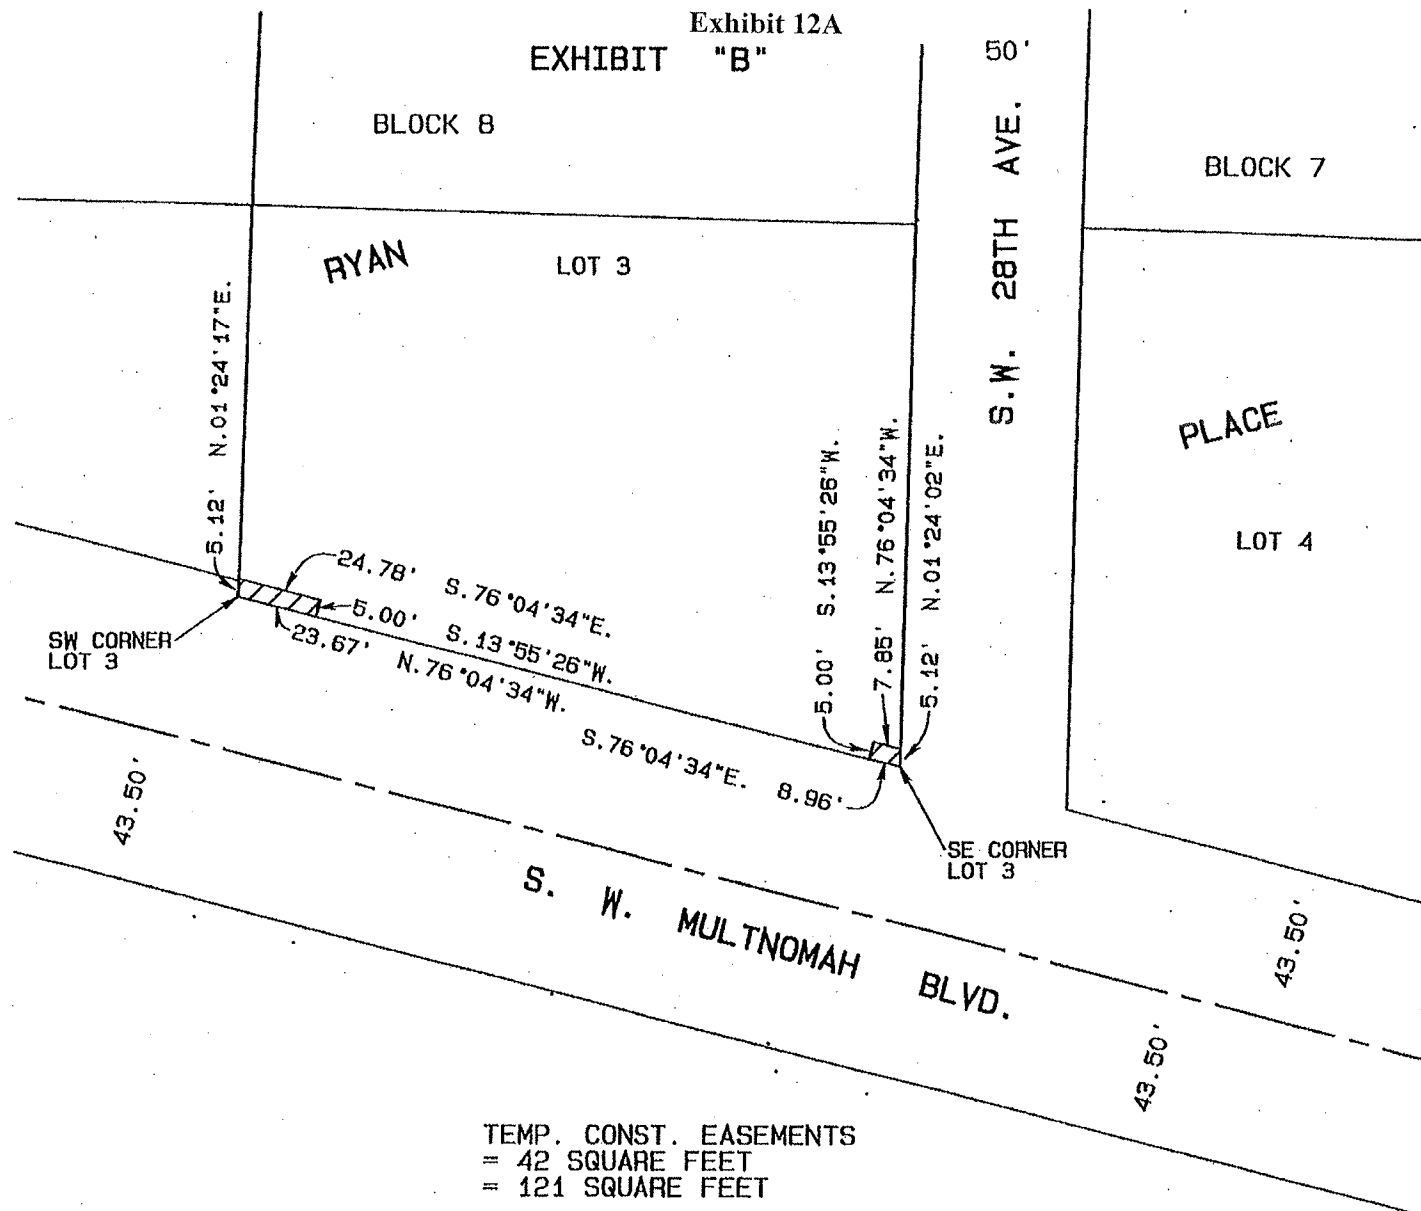 Exhibit 12A
EXHIBIT "B"
50'
BLOCK 8
BLOCK 7
S.W. 28TH AVE.
RYAN
LOT 3
PLACE
LOT 4
5.12' N.01°24'17"E.
24.78' S.76°04'34"E.
5.00' S.13°55'26"W.
23.67' N.76°04'34"W.
SW CORNER
LOT 3
5.00' S.13°55'26"W.
7.85' N.76°04'34"W.
5.12' N.01°24'02"E.
S.76°04'34"E. 8.96'
SE CORNER
LOT 3
43.50'
S. W. MULTNOMAH BLVD.
43.50'
43.50'
TEMP. CONST. EASEMENTS
= 42 SQUARE FEET
= 121 SQUARE FEET